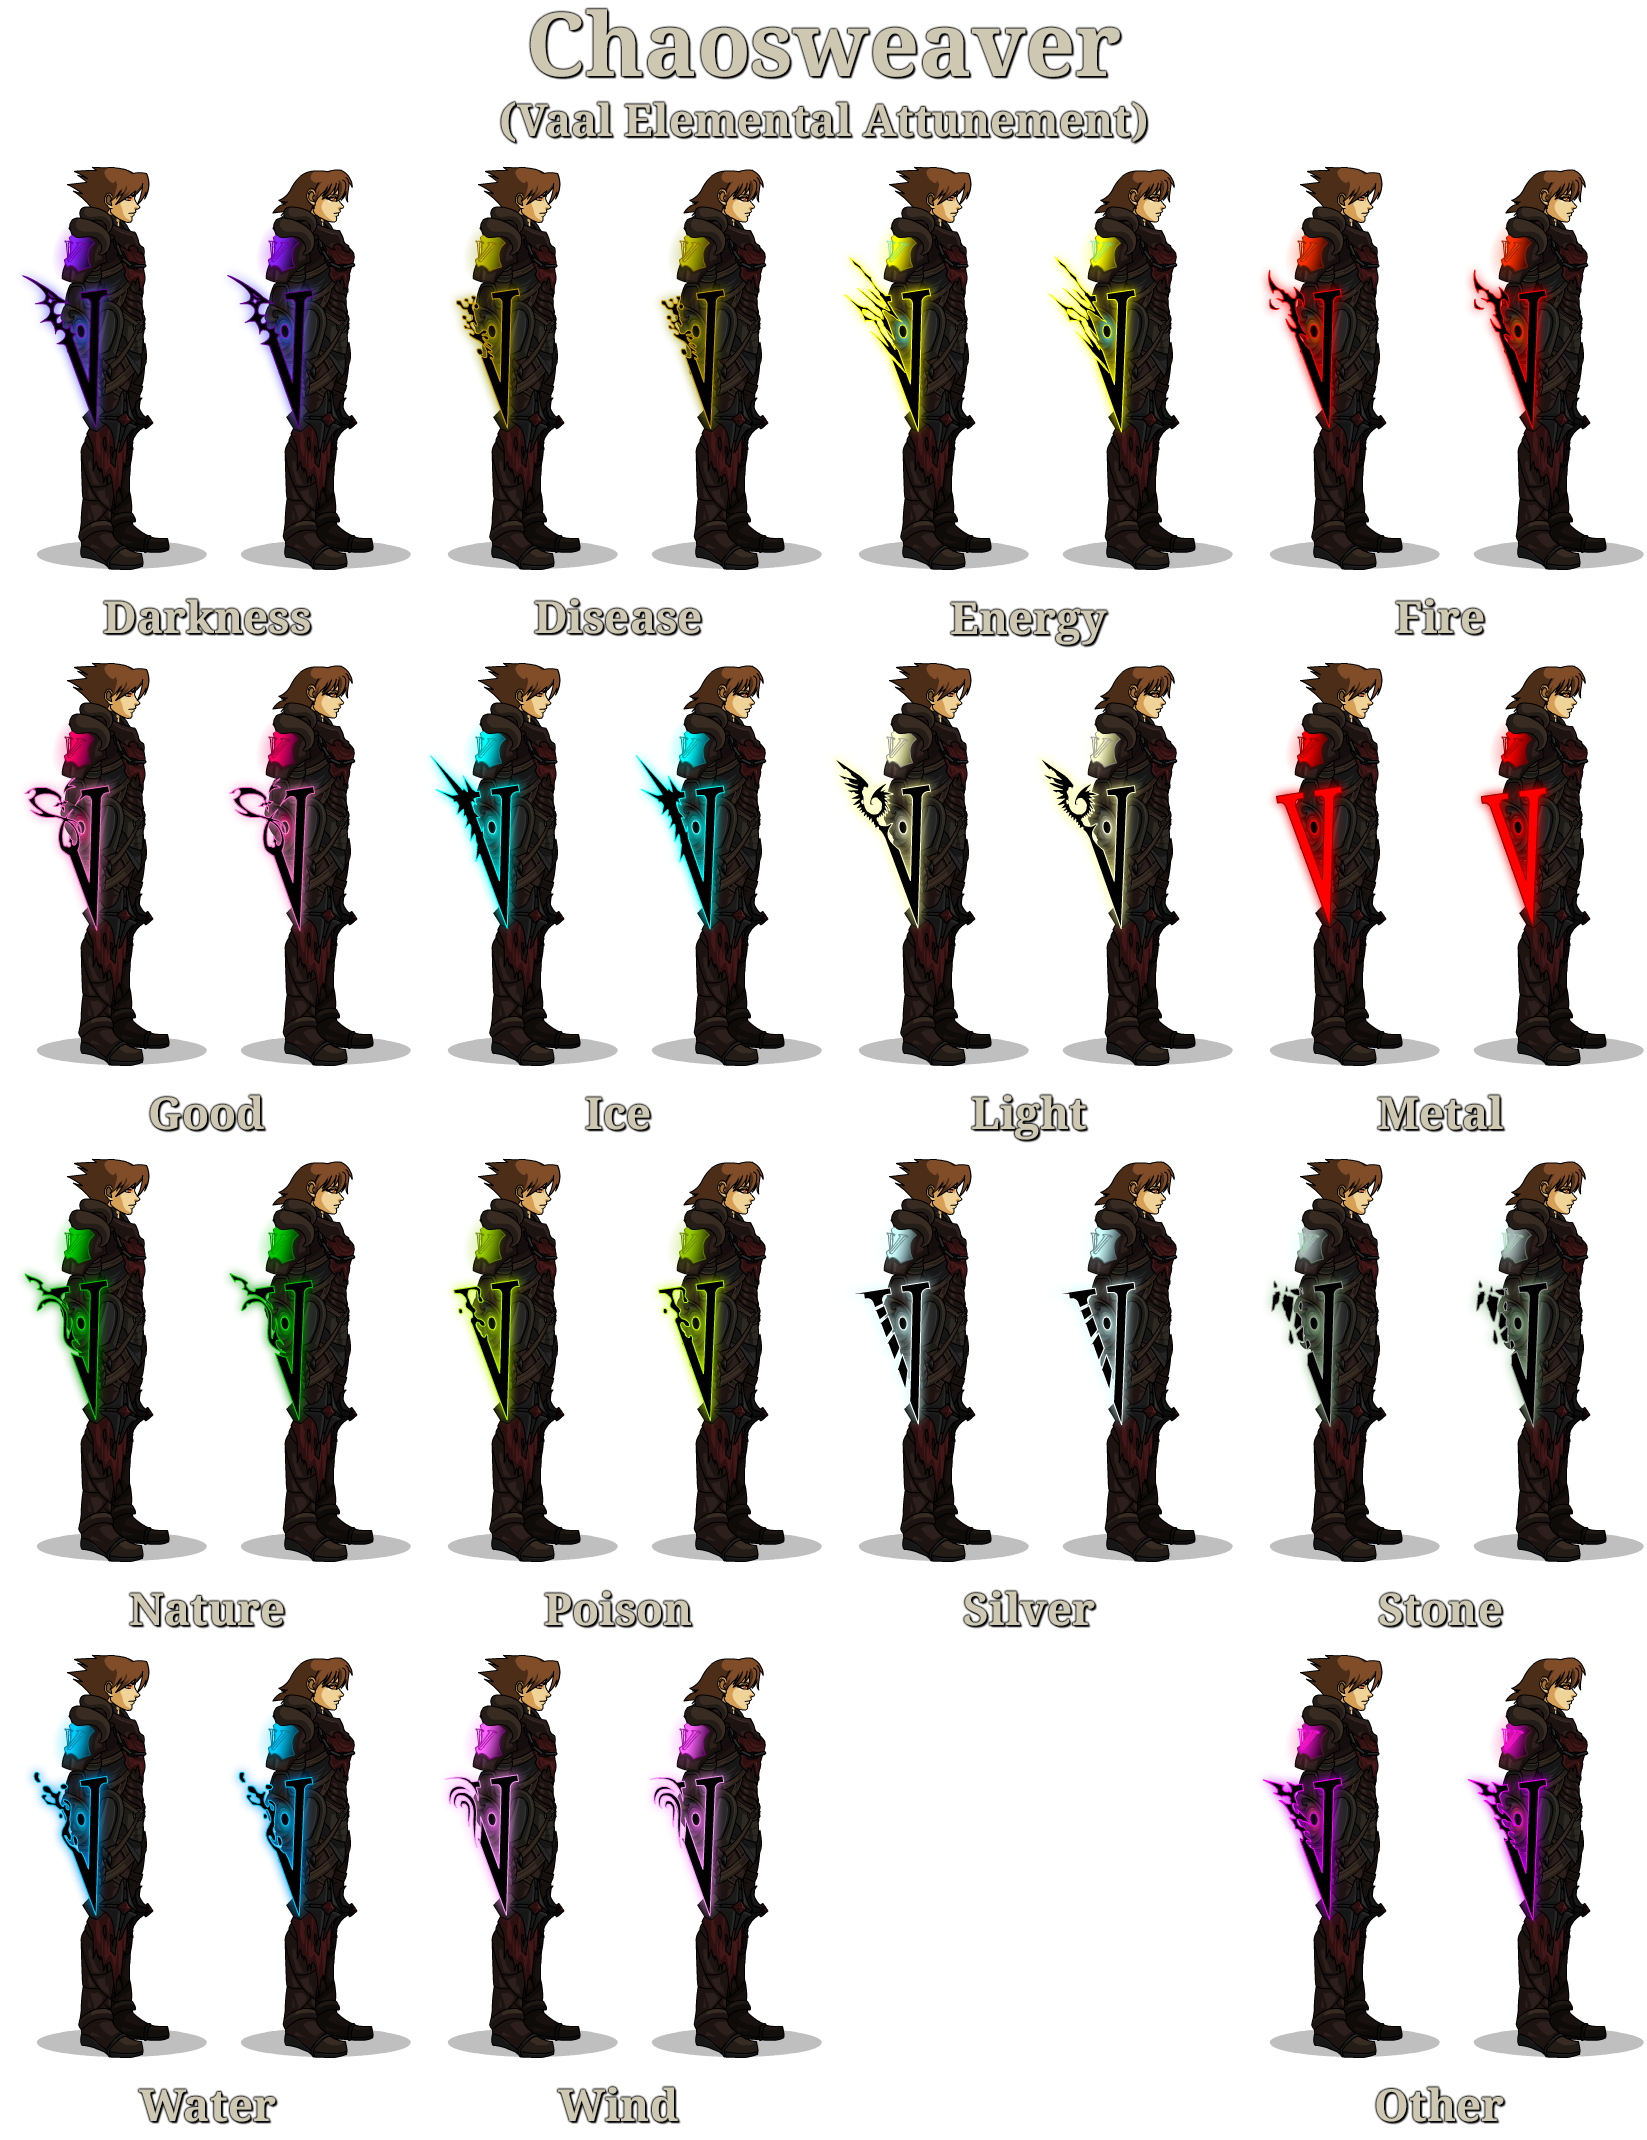 Chaosweaver
(Vaal Elemental Attunement)
Darkness Disease Energy Fire
Good Ice Light Metal
Nature Poison Silver Stone
Water Wind Other